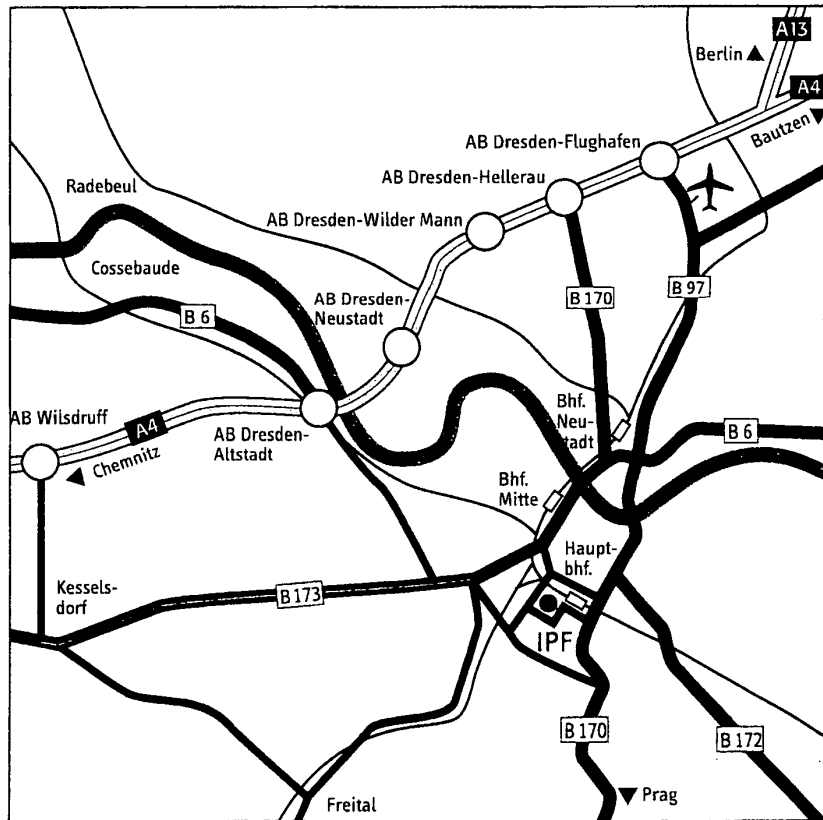 A13
Berlin ▲
A4
Bautzen ▼
AB Dresden-Flughafen
AB Dresden-Hellerau
Radebeul
AB Dresden-Wilder Mann
Cossebaude
AB Dresden-
Neustadt
B 170
B 97
B 6
AB Wilsdruff
A4
◀ Chemnitz
AB Dresden-
Altstadt
Bhf.
Neu-
stadt
B 6
Bhf.
Mitte
Haupt-
bhf.
Kessels-
dorf
B 173
IPF
B 170
B 172
Freital
▼ Prag